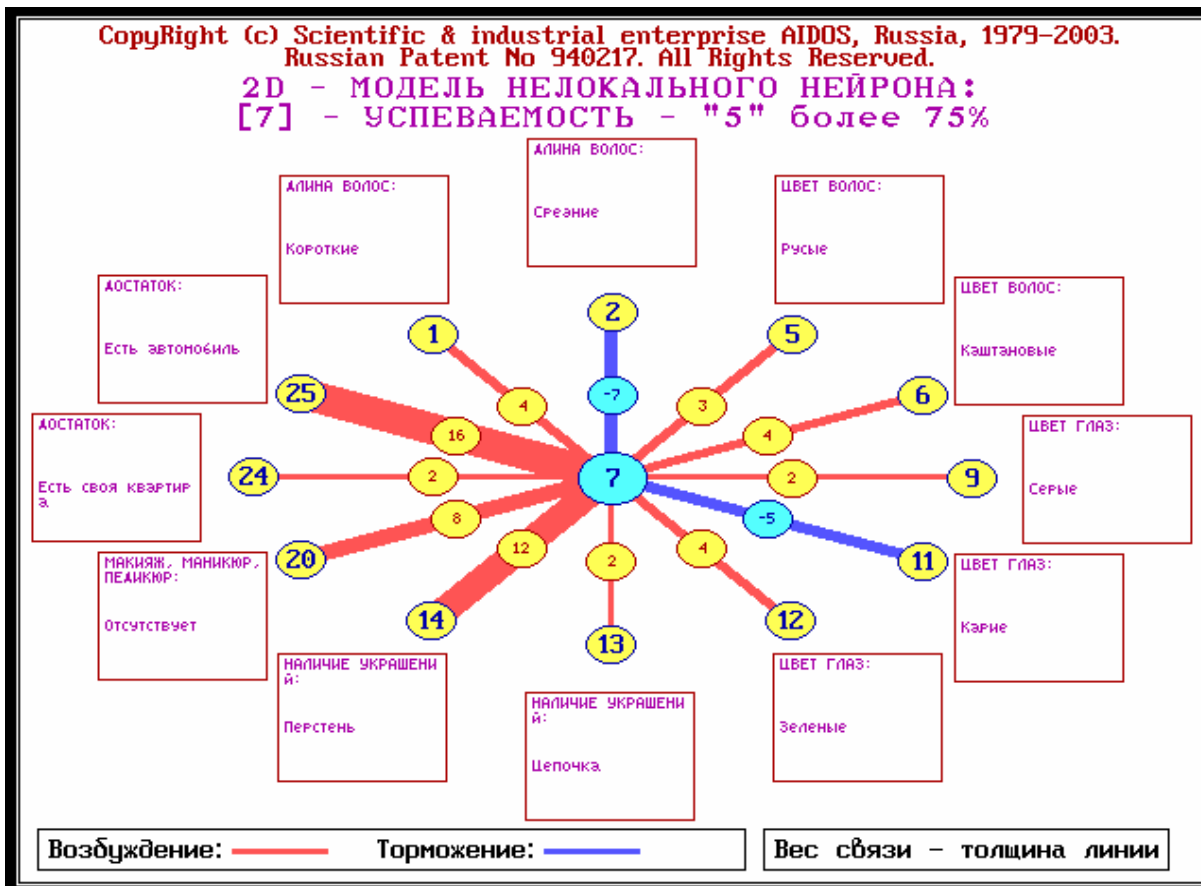 CopyRight (c) Scientific & industrial enterprise AIDOS, Russia, 1979-2003.
Russian Patent No 940217. All Rights Reserved.
2D - МОДЕЛЬ НЕЛОКАЛЬНОГО НЕЙРОНА:
[7] - УСПЕВАЕМОСТЬ - "5" более 75%
ДЛИНА ВОЛОС:
Средние
ДЛИНА ВОЛОС:
Короткие
ЦВЕТ ВОЛОС:
Русые
ДОСТАТОК:
Есть автомобиль
ЦВЕТ ВОЛОС:
Каштановые
1
2
5
25
6
4
-7
3
16
4
ДОСТАТОК:
Есть своя квартир
а
24
2
7
2
9
ЦВЕТ ГЛАЗ:
Серые
8
12
2
4
-5
20
14
13
12
11
МАКИЯЖ, МАНИКЮР,
ПЕДИКЮР:
Отсутствует
ЦВЕТ ГЛАЗ:
Карие
НАЛИЧИЕ УКРАШЕНИ
Й:
Перстень
НАЛИЧИЕ УКРАШЕНИ
Й:
Цепочка
ЦВЕТ ГЛАЗ:
Зеленые
Возбуждение: Торможение:
Вес связи - толщина линии